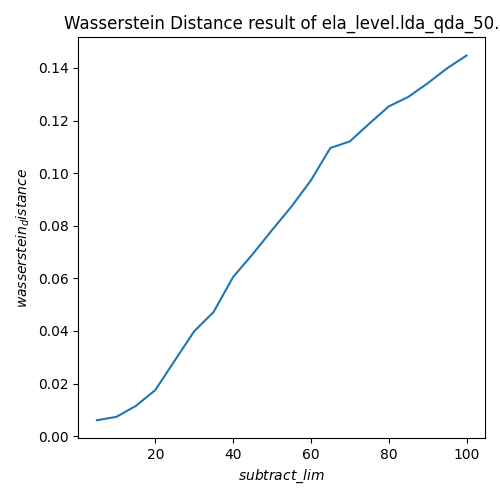 Wasserstein Distance result of ela_level.lda_qda_50.
0.14
0.12
0.10
0.08
0.06
0.04
0.02
0.00
wasserstein_distance
20 40 60 80 100
subtract_lim